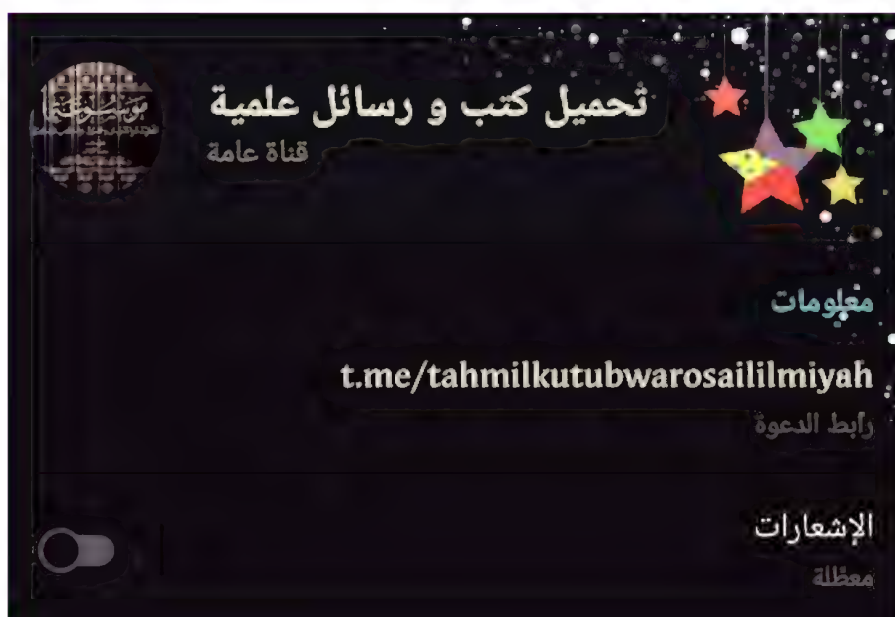 تحميل كتب و رسائل علمية
قناة عامة
معلومات
t.me/tahmilkutubwarosaililmiyah
رابط الدعوة
الإشعارات
معطلة